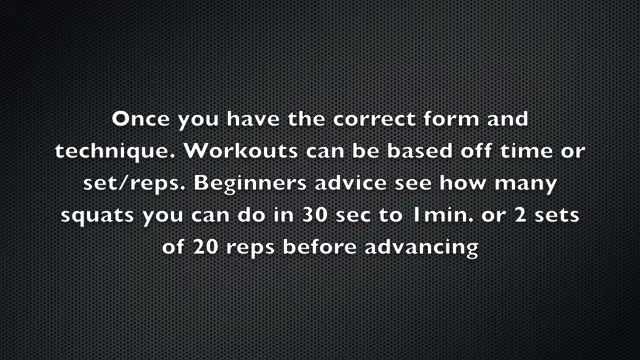 Once you have the correct form and
technique. Workouts can be based off time or
set/reps. Beginners advice see how many
squats you can do in 30 sec to 1min. or 2 sets
of 20 reps before advancing